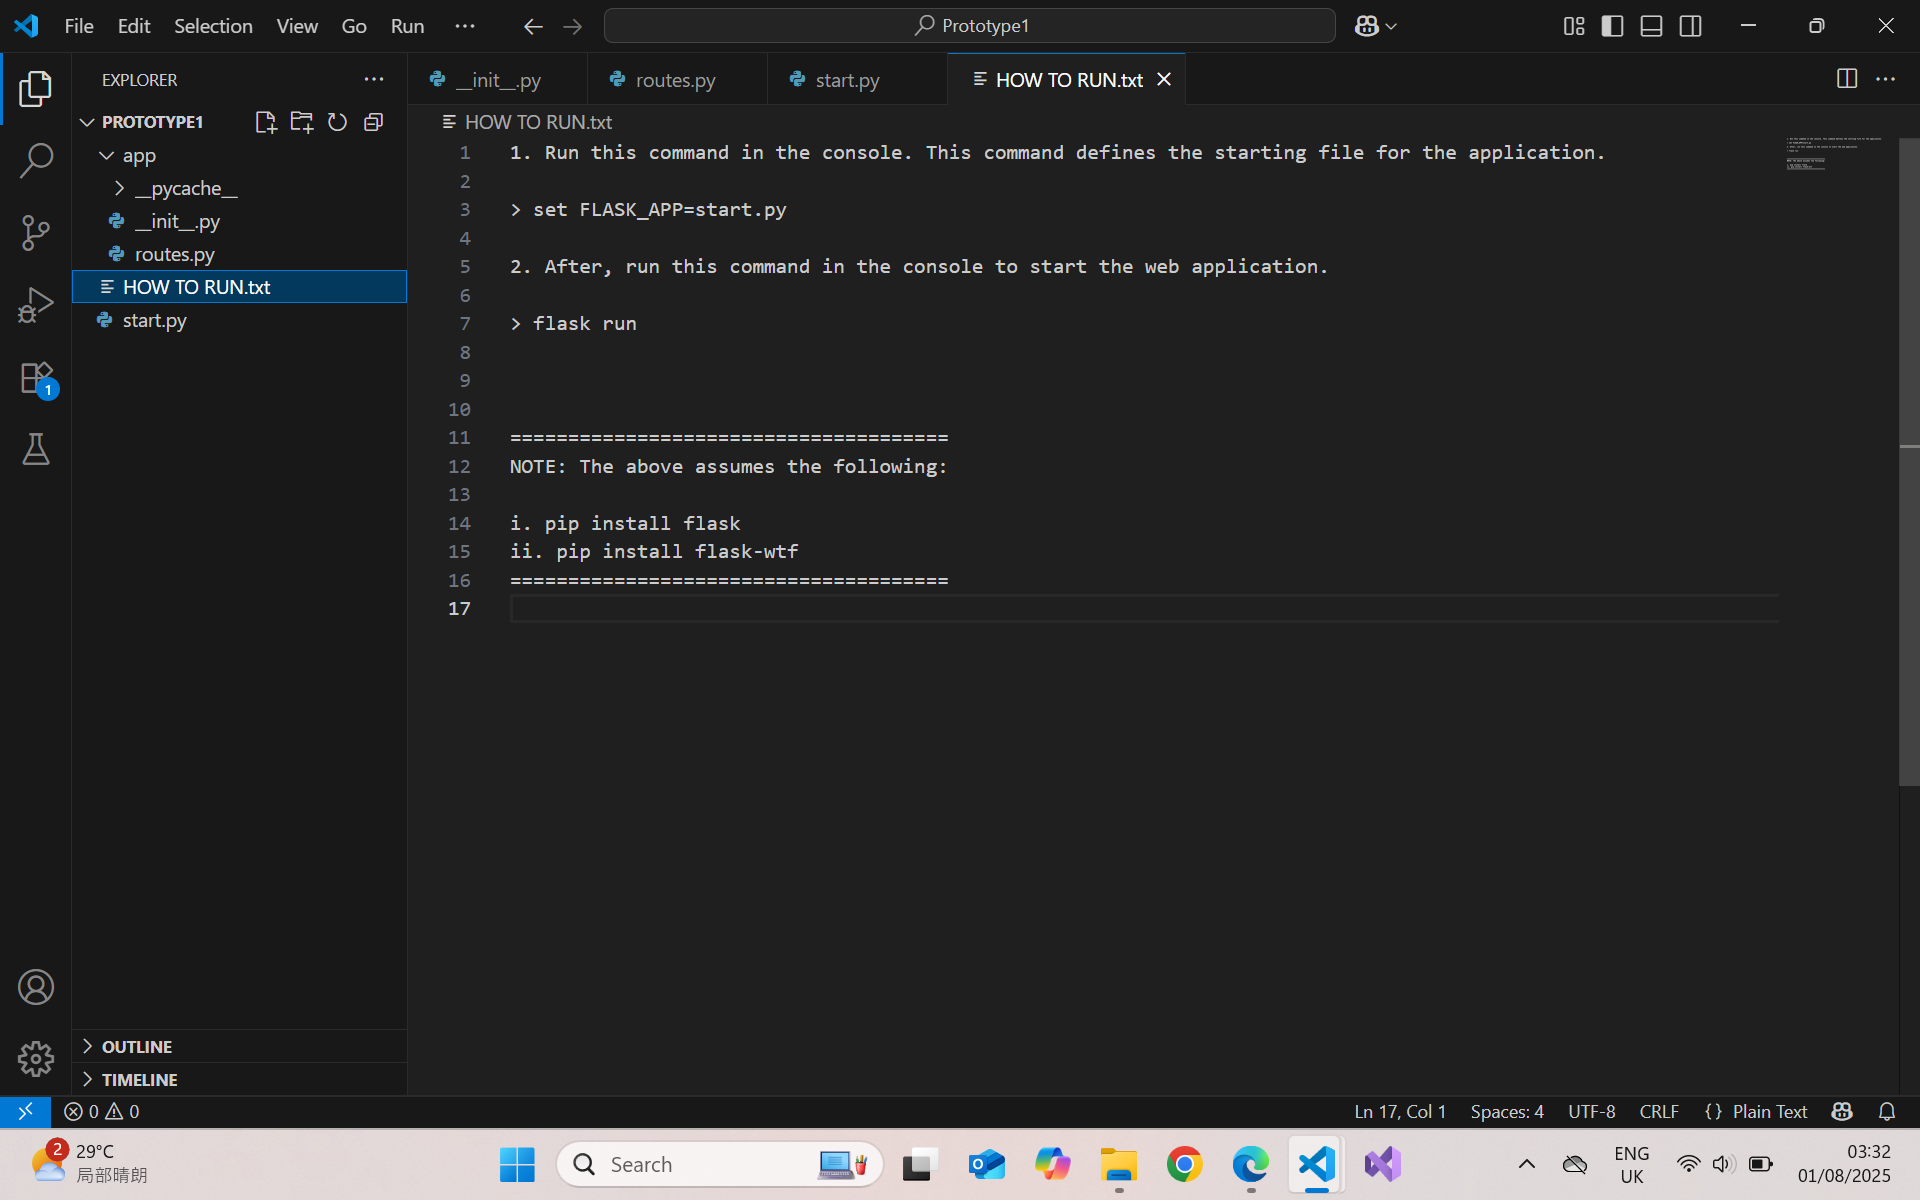 File Edit Selection View Go Run
Prototype1
EXPLORER
PROTOTYPE1
app
__pycache__
__init__.py
routes.py
HOW TO RUN.txt
start.py
OUTLINE
TIMELINE
1
__init__.py routes.py start.py HOW TO RUN.txt
HOW TO RUN.txt
1 1. Run this command in the console. This command defines the starting file for the application.
2
3 > set FLASK_APP=start.py
4
5 2. After, run this command in the console to start the web application.
6
7 > flask run
8
9
10
11 ======================================
12 NOTE: The above assumes the following:
13
14 i. pip install flask
15 ii. pip install flask-wtf
16 ======================================
17
0 0
Ln 17, Col 1 Spaces: 4 UTF-8 CRLF {} Plain Text
2
29°C
局部晴朗
Search
ENG
UK
03:32
01/08/2025